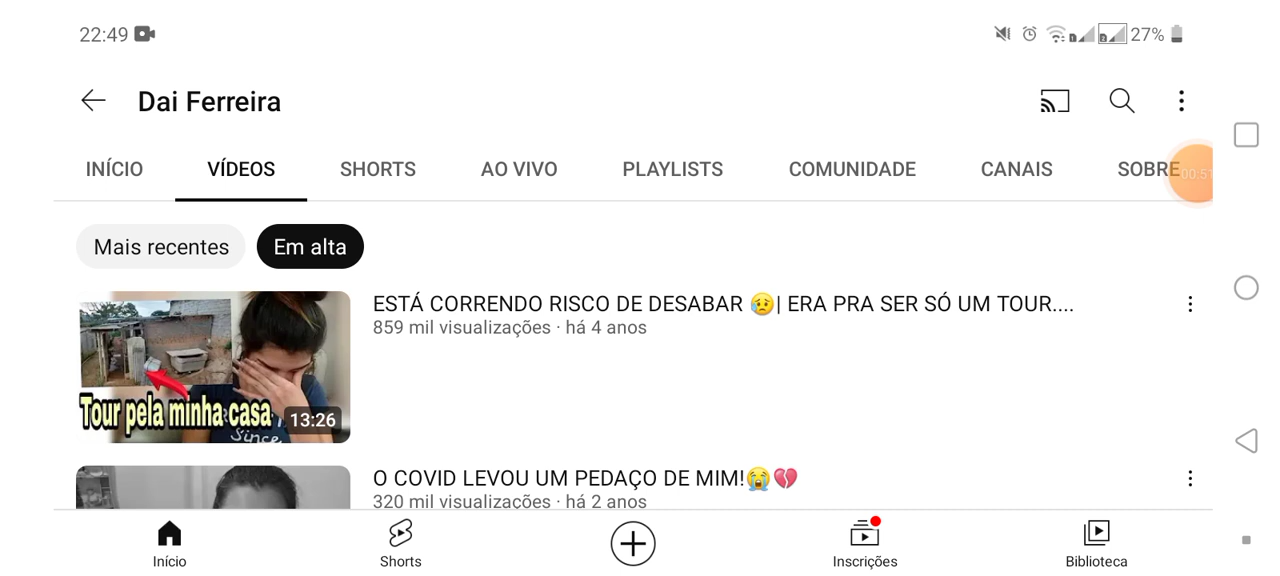 22:49
27%
Dai Ferreira
INÍCIO VÍDEOS SHORTS AO VIVO PLAYLISTS COMUNIDADE CANAIS SOBRE
00:51
Mais recentes Em alta
ESTÁ CORRENDO RISCO DE DESABAR 😥| ERA PRA SER SÓ UM TOUR....
859 mil visualizações · há 4 anos
Tour pela minha casa
13:26
Since
O COVID LEVOU UM PEDAÇO DE MIM!😭💔
320 mil visualizações · há 2 anos
Início Shorts Inscrições Biblioteca